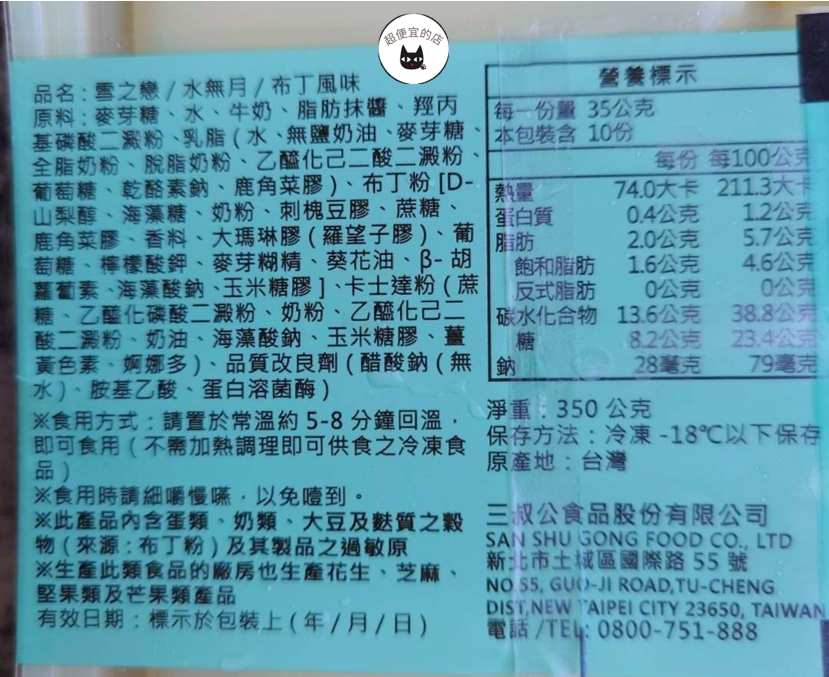 超便宜的店
品名：雪之戀/水無月/布丁風味
原料：麥芽糖、水、牛奶、脂肪抹醬、羥丙
基磷酸二澱粉、乳脂(水、無鹽奶油、麥芽糖、
全脂奶粉、脫脂奶粉、乙醯化己二酸二澱粉、
葡萄糖、乾酪素鈉、鹿角菜膠)、布丁粉[D-
山梨醇、海藻糖、奶粉、刺槐豆膠、蔗糖、
鹿角菜膠、香料、大瑪琳膠(羅望子膠)、葡
萄糖、檸檬酸鉀、麥芽糊精、葵花油、β-胡
蘿蔔素、海藻酸鈉、玉米糖膠]、卡士達粉(蔗
糖、乙醯化磷酸二澱粉、奶粉、乙醯化己二
酸二澱粉、奶油、海藻酸鈉、玉米糖膠、薑
黃色素、婀娜多)、品質改良劑(醋酸鈉(無
水)、胺基乙酸、蛋白溶菌酶)
※食用方式：請置於常溫約 5-8 分鐘回溫，
即可食用(不需加熱調理即可供食之冷凍食
品)
※食用時請細嚼慢嚥，以免噎到。
※此產品內含蛋類、奶類、大豆及麩質之穀
物(來源：布丁粉)及其製品之過敏原
※生產此類食品的廠房也生產花生、芝麻、
堅果類及芒果類產品
有效日期：標示於包裝上(年/月/日)
營養標示
每一份量 35公克
本包裝含 10份
每份 每100公克
熱量 74.0大卡 211.3大卡
蛋白質 0.4公克 1.2公克
脂肪 2.0公克 5.7公克
飽和脂肪 1.6公克 4.6公克
反式脂肪 0公克 0公克
碳水化合物 13.6公克 38.8公克
糖 8.2公克 23.4公克
鈉 28毫克 79毫克
淨重：350 公克
保存方法：冷凍 -18℃以下保存
原產地：台灣
三叔公食品股份有限公司
SAN SHU GONG FOOD CO., LTD
新北市土城區國際路 55 號
NO.55, GUO-JI ROAD,TU-CHENG
DIST,NEW TAIPEI CITY 23650, TAIWAN
電話 /TEL: 0800-751-888